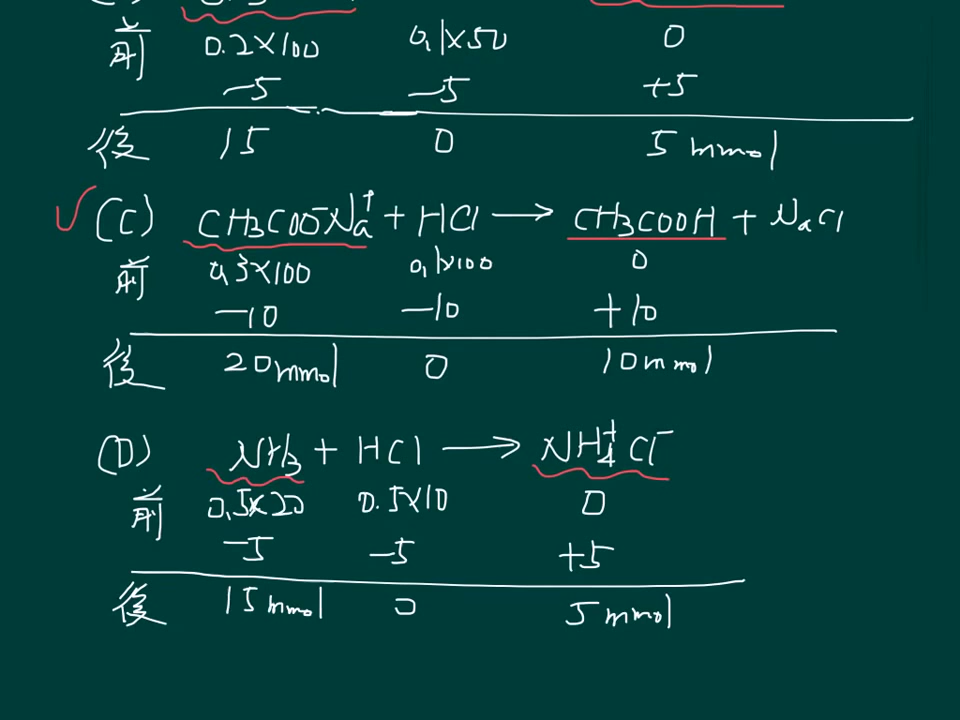 前 0.2×100 0.1×50 0
-5 -5 +5
後 15 0 5 mmol
(C) CH3COO⁻Na⁺ + HCl → CH3COOH + NaCl
前 0.3×100 0.1×100 0
-10 -10 +10
後 20mmol 0 10mmol
(D) NH3 + HCl → NH4⁺Cl⁻
前 0.5×20 0.5×10 0
-5 -5 +5
後 15mmol 0 5mmol